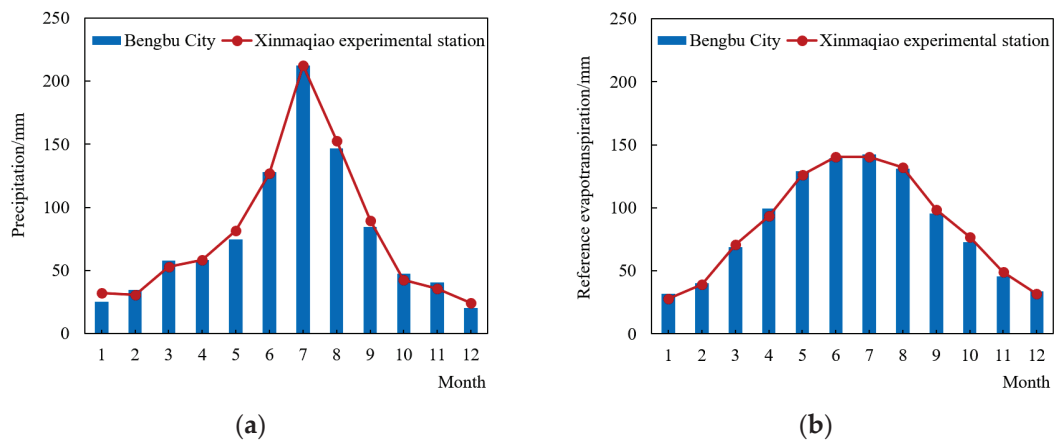 250
200
150
100
50
0
Precipitation/mm
Bengbu City Xinmaqiao experimental station
1 2 3 4 5 6 7 8 9 10 11 12
Month
(a)
250
200
150
100
50
0
Reference evapotranspiration/mm
Bengbu City Xinmaqiao experimental station
1 2 3 4 5 6 7 8 9 10 11 12
Month
(b)